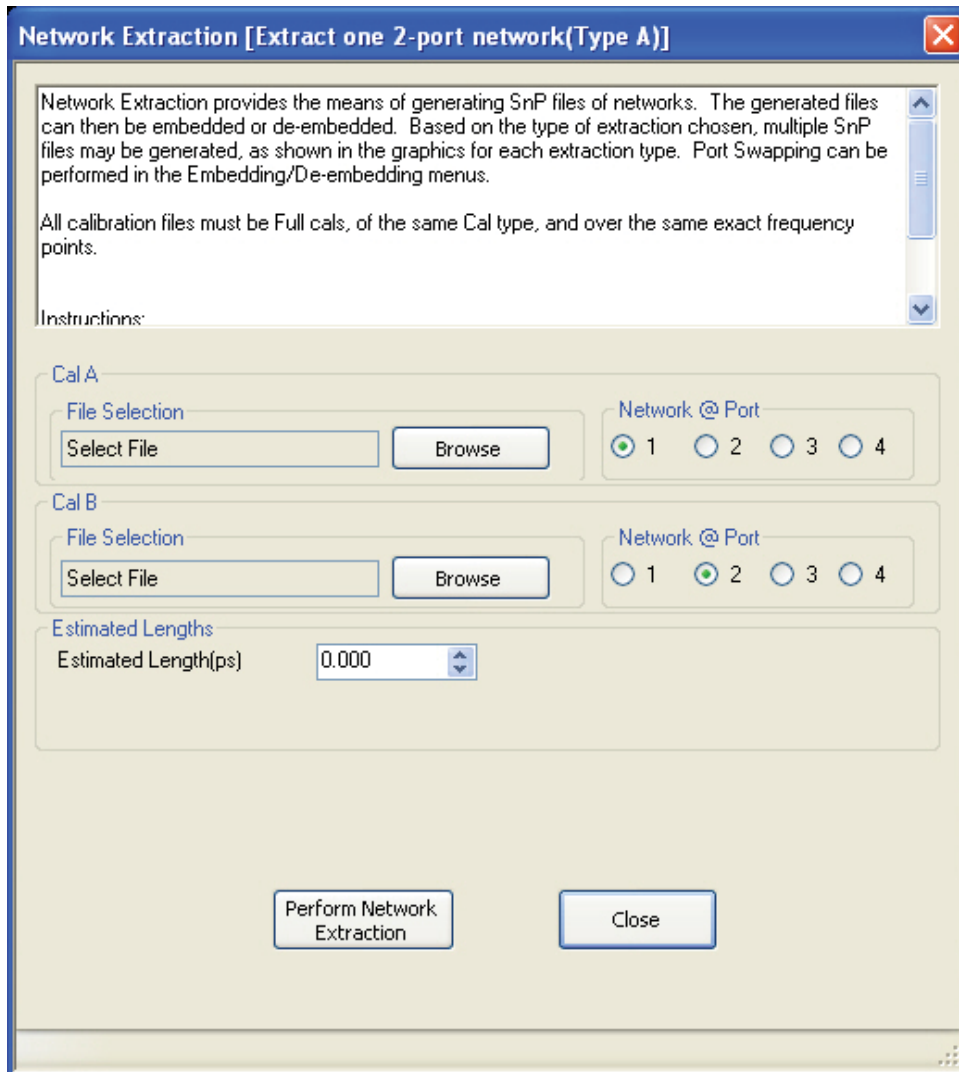 Network Extraction [Extract one 2-port network(Type A)]
Network Extraction provides the means of generating SnP files of networks.  The generated files
can then be embedded or de-embedded.  Based on the type of extraction chosen, multiple SnP
files may be generated, as shown in the graphics for each extraction type.  Port Swapping can be
performed in the Embedding/De-embedding menus.
All calibration files must be Full cals, of the same Cal type, and over the same exact frequency
points.
Instructions:
Cal A
File Selection
Select File
Browse
Network @ Port
1 2 3 4
Cal B
File Selection
Select File
Browse
Network @ Port
1 2 3 4
Estimated Lengths
Estimated Length(ps)
0.000
Perform Network
Extraction
Close